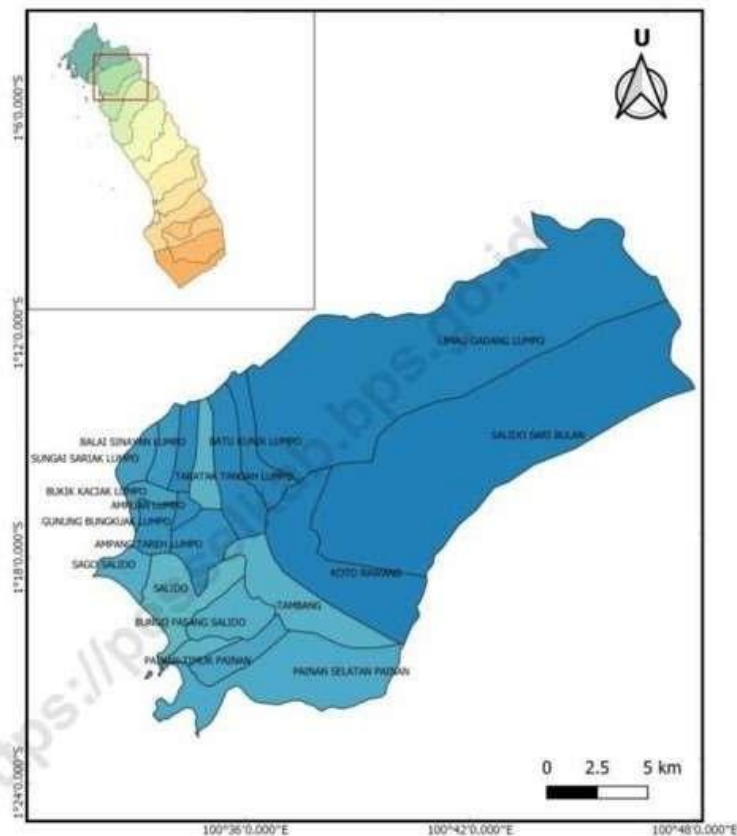 U
1°6'0.000"S
1°12'0.000"S
1°18'0.000"S
1°24'0.000"S
LIMAU GADANG LUMPO
SALIDO SARI BULAN
BALAI SINAYAN LUMPO
BATU KUNIK LUMPO
SUNGAI SARIAK LUMPO
TARATAK TANGAH LUMPO
BUKIK KACIAK LUMPO
AMPUAN LUMPO
GUNUNG BUNGKUAK LUMPO
AMPANG TAREH LUMPO
SAGO SALIDO
KOTO RAWANG
SALIDO
TAMBANG
BUNGO PASANG SALIDO
PAINAN TIMUR PAINAN
PAINAN SELATAN PAINAN
0 2.5 5 km
100°36'0.000"E
100°42'0.000"E
100°48'0.000"E